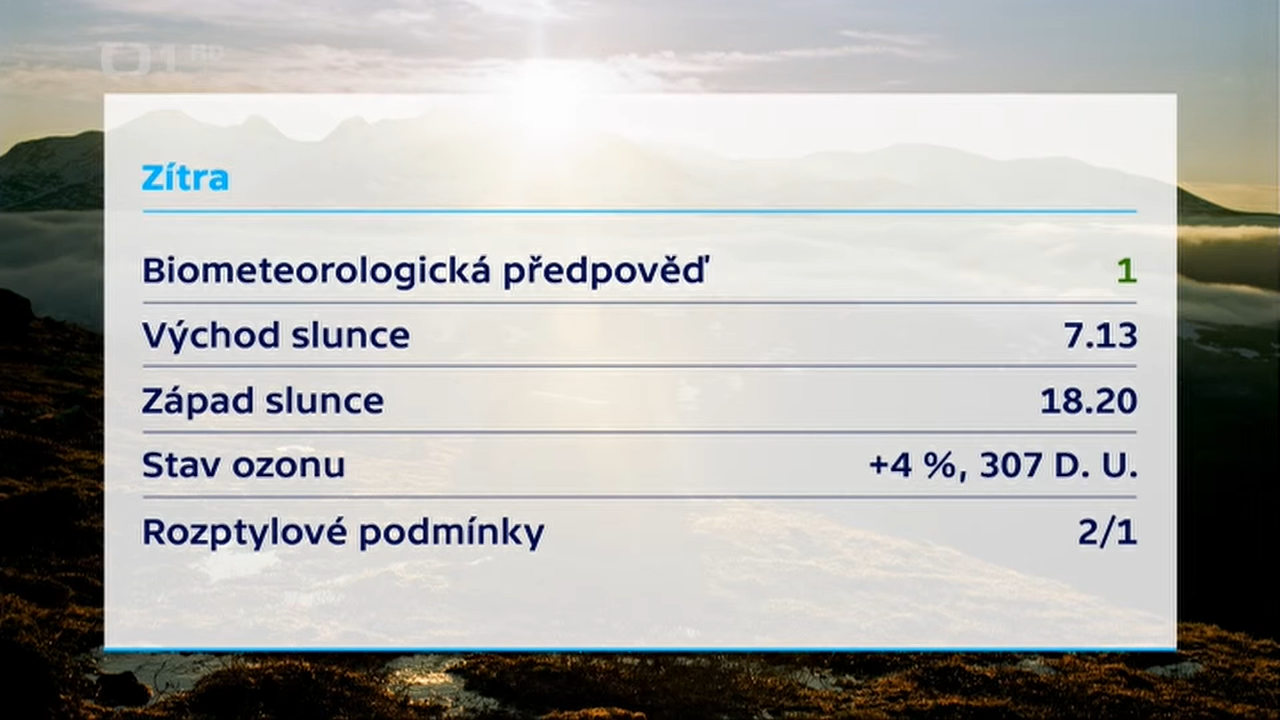 Zítra
Biometeorologická předpověď 1
Východ slunce 7.13
Západ slunce 18.20
Stav ozonu +4 %, 307 D. U.
Rozptylové podmínky 2/1